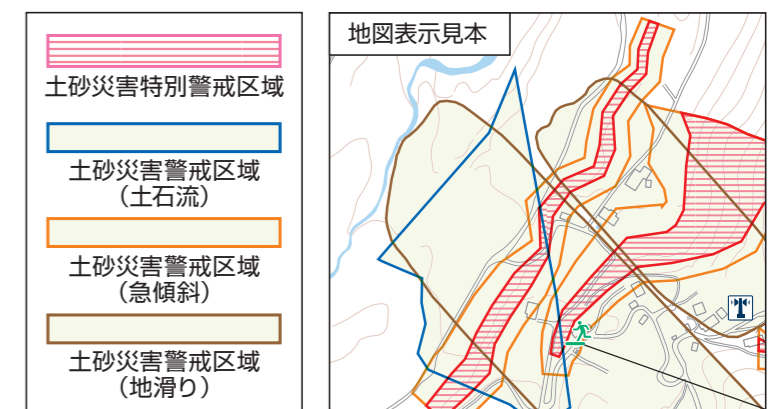 土砂災害特別警戒区域
土砂災害警戒区域
（土石流）
土砂災害警戒区域
（急傾斜）
土砂災害警戒区域
（地滑り）
地図表示見本